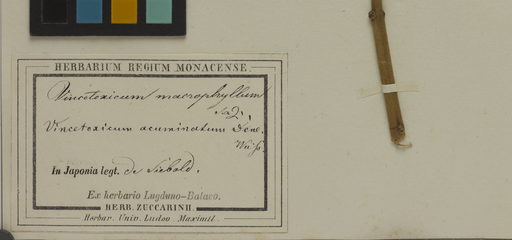 HERBARIUM REGIUM MONACENSE
Vincetoxicum macrophyllum
Vincetoxicum acuminatum Dcne.
In Japonia legt. de Siebold.
Ex herbario Lugduno-Batavo.
HERB. ZUCCARINII.
Herbar. Univ. Ludov. Maximil.